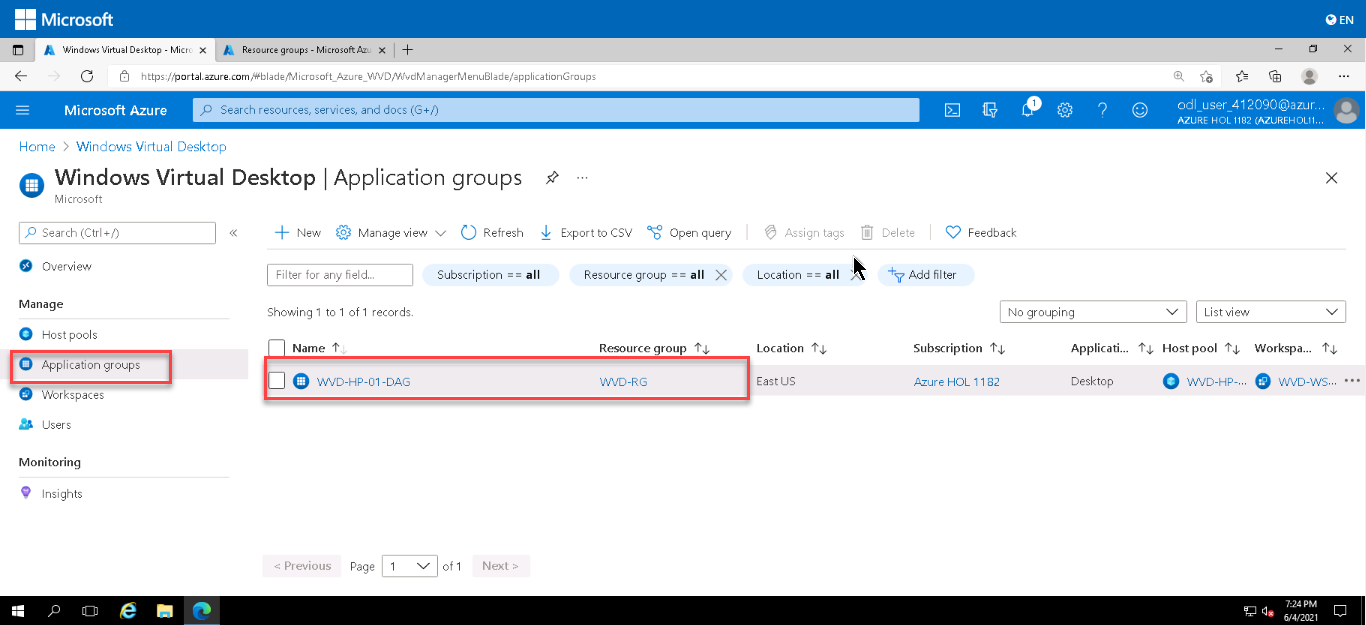 Microsoft
EN
Windows Virtual Desktop - Micro
Resource groups - Microsoft Azu
https://portal.azure.com/#blade/Microsoft_Azure_WVD/WvdManagerMenuBlade/applicationGroups
Microsoft Azure
Search resources, services, and docs (G+/)
1
odl_user_412090@azur...
AZURE HOL 1182 (AZUREHOL11...
Home > Windows Virtual Desktop
Windows Virtual Desktop | Application groups
...
Microsoft
Search (Ctrl+/)
«
Overview
Manage
Host pools
Application groups
Workspaces
Users
Monitoring
Insights
New
Manage view
Refresh
Export to CSV
Open query
Assign tags
Delete
Feedback
Filter for any field...
Subscription == all
Resource group == all
Location == all
Add filter
Showing 1 to 1 of 1 records.
No grouping
List view
Name
Resource group
Location
Subscription
Applicati...
Host pool
Workspa...
WVD-HP-01-DAG
WVD-RG
East US
Azure HOL 1182
Desktop
WVD-HP-...
WVD-WS...
< Previous
Page
1
of 1
Next >
7:24 PM
6/4/2021